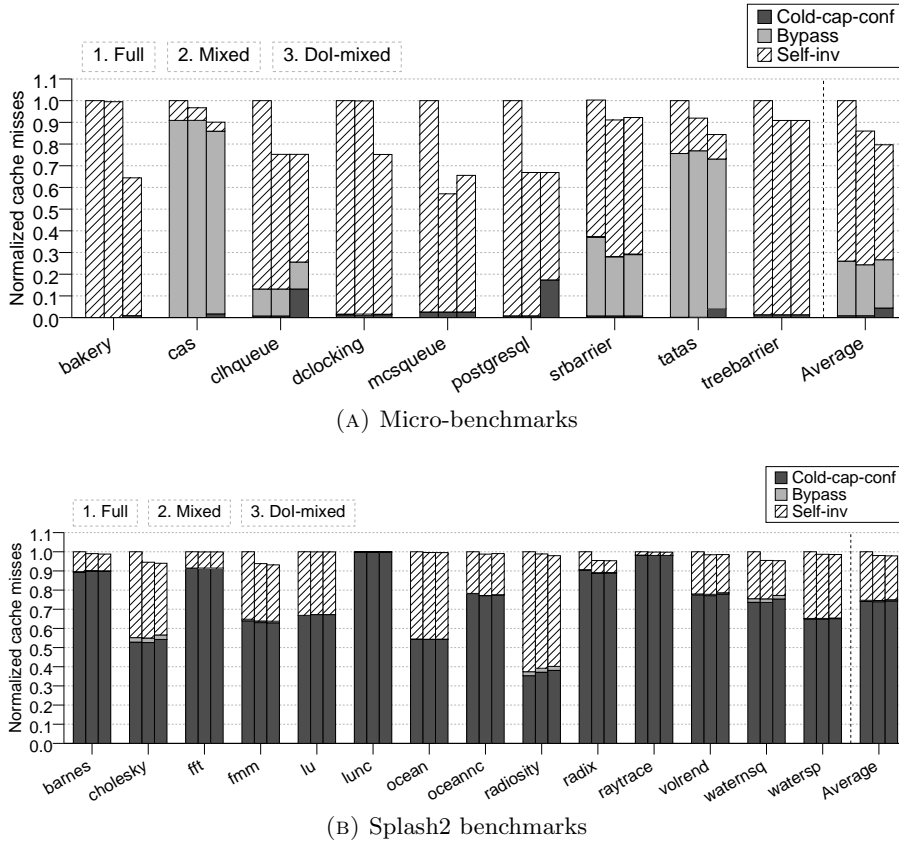 Cold-cap-conf
Bypass
Self-inv
1. Full 2. Mixed 3. DoI-mixed
Normalized cache misses
1.1
1.0
0.9
0.8
0.7
0.6
0.5
0.4
0.3
0.2
0.1
0.0
bakery cas clhqueue dclocking mcsqueue postgresql srbarrier tatas treebarrier Average
(A) Micro-benchmarks
Cold-cap-conf
Bypass
Self-inv
1. Full 2. Mixed 3. DoI-mixed
Normalized cache misses
1.1
1.0
0.9
0.8
0.7
0.6
0.5
0.4
0.3
0.2
0.1
0.0
barnes cholesky fft fmm lu lunc ocean oceannc radiosity radix raytrace volrend waternsq watersp Average
(B) Splash2 benchmarks